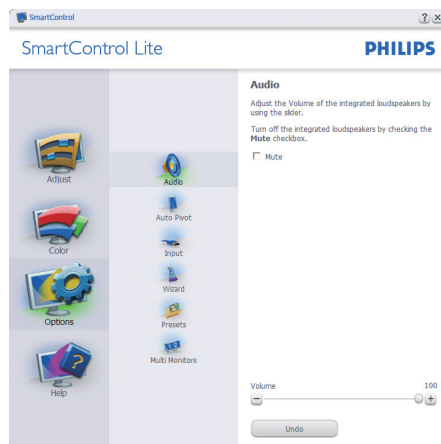 SmartControl
SmartControl Lite
PHILIPS
Adjust
Color
Options
Help
Audio
Auto Pivot
Input
Wizard
Presets
Multi Monitors
Audio
Adjust the Volume of the integrated loudspeakers by
using the slider.
Turn off the integrated loudspeakers by checking the
Mute checkbox.
Mute
Volume 100
Undo